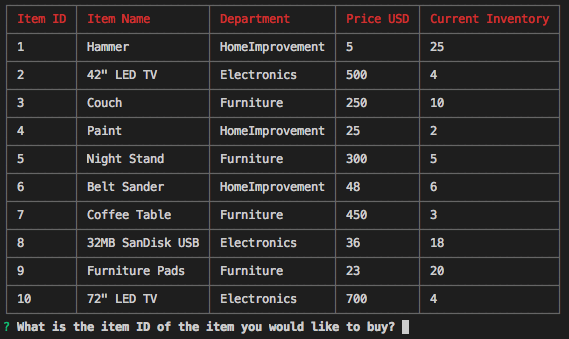 Item ID Item Name Department Price USD Current Inventory
1 Hammer HomeImprovement 5 25
2 42" LED TV Electronics 500 4
3 Couch Furniture 250 10
4 Paint HomeImprovement 25 2
5 Night Stand Furniture 300 5
6 Belt Sander HomeImprovement 48 6
7 Coffee Table Furniture 450 3
8 32MB SanDisk USB Electronics 36 18
9 Furniture Pads Furniture 23 20
10 72" LED TV Electronics 700 4
? What is the item ID of the item you would like to buy?